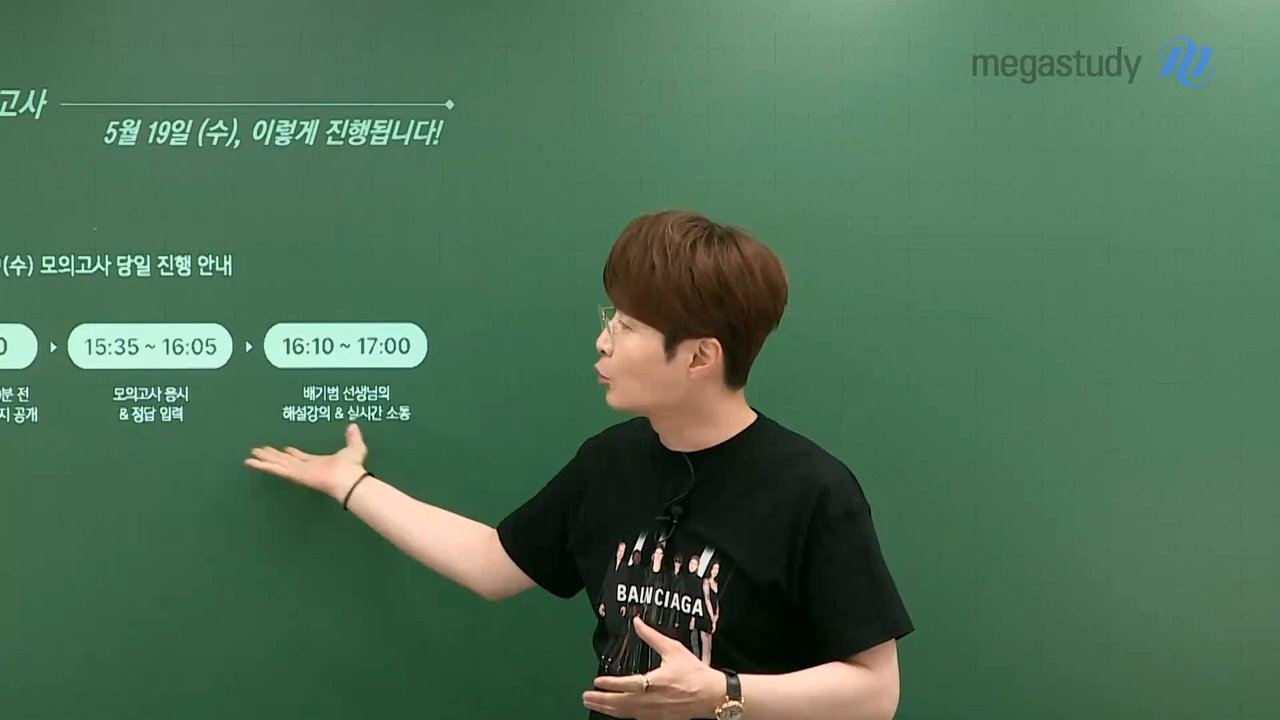 megastudy
고사
5월 19일 (수), 이렇게 진행됩니다!
(수) 모의고사 당일 진행 안내
0
15:35 ~ 16:05
16:10 ~ 17:00
분 전
지 공개
모의고사 응시
& 정답 입력
배기범 선생님의
해설강의 & 실시간 소통
BALNCIAGA